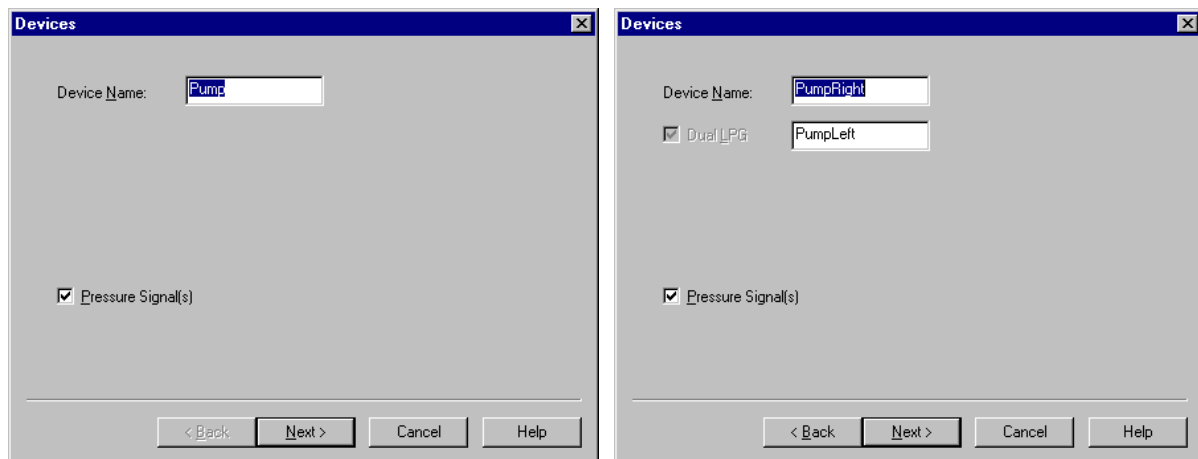 Devices
Device Name: Pump
Pressure Signal(s)
< Back Next > Cancel Help
Devices
Device Name: PumpRight
Dual LPG PumpLeft
Pressure Signal(s)
< Back Next > Cancel Help